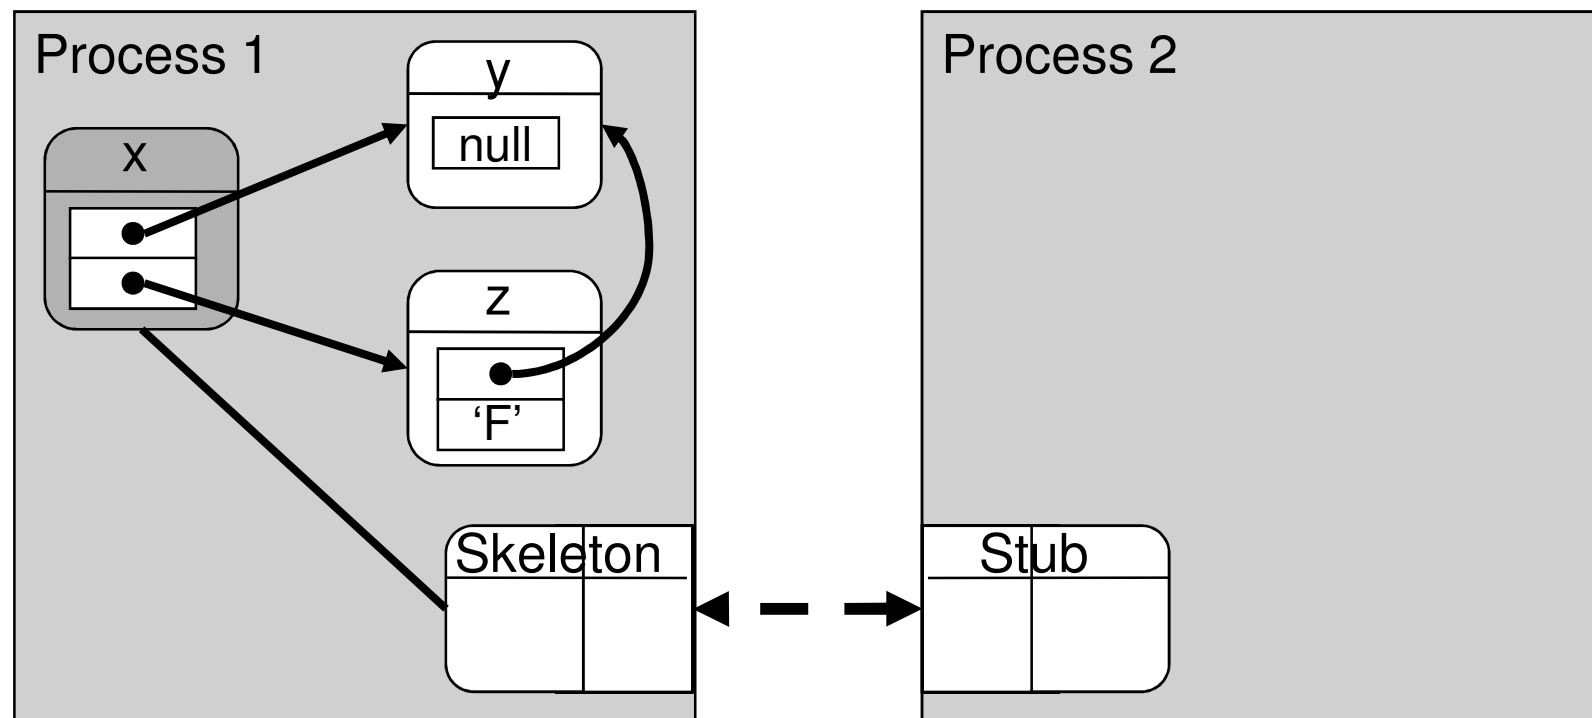 Process 1
y
null
x
z
‘F’
Skeleton
Process 2
Stub